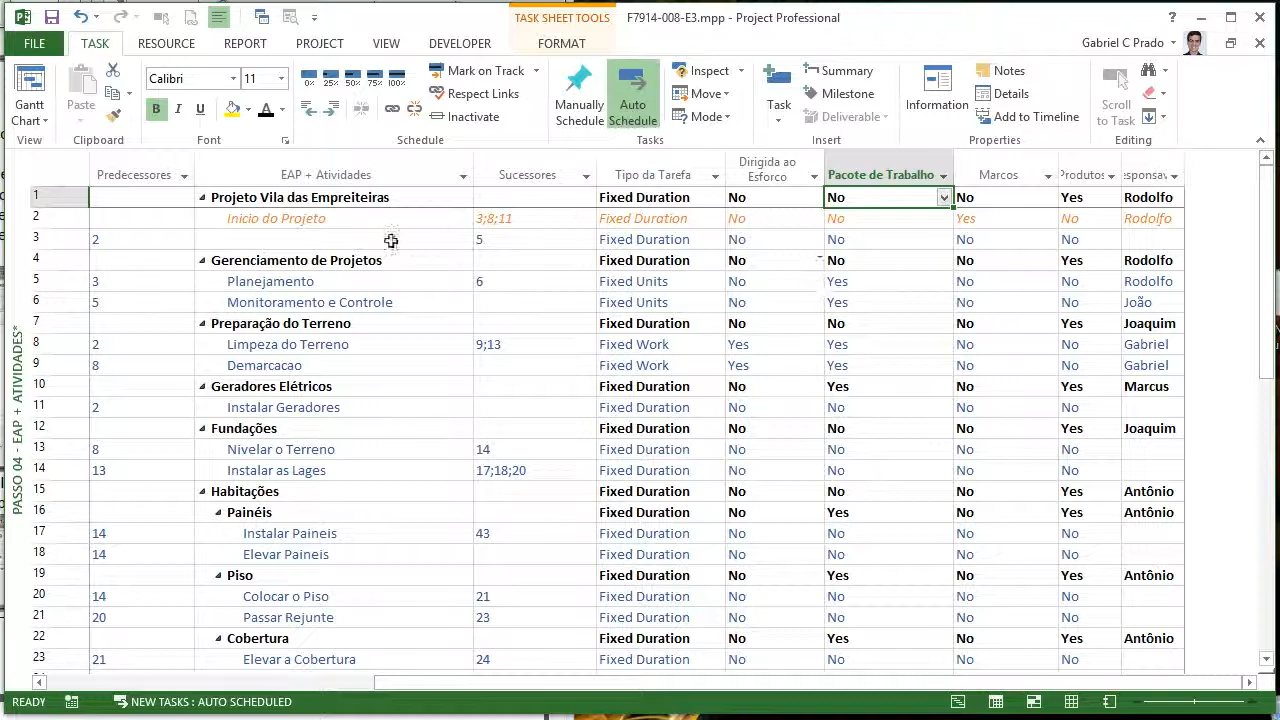 TASK SHEET TOOLS
F7914-008-E3.mpp - Project Professional
FILE TASK RESOURCE REPORT PROJECT VIEW DEVELOPER FORMAT
Gabriel C Prado
Gantt Chart
View
Paste
Clipboard
Calibri 11
B I U
Font
0% 25% 50% 75% 100%
Mark on Track
Respect Links
Inactivate
Schedule
Manually Schedule
Auto Schedule
Inspect
Move
Mode
Tasks
Task
Summary
Milestone
Deliverable
Insert
Information
Notes
Details
Add to Timeline
Properties
Scroll to Task
Editing
PASSO 04 - EAP + ATIVIDADES*
Predecessores EAP + Atividades Sucessores Tipo da Tarefa Dirigida ao Esforco Pacote de Trabalho Marcos Produtos
1 Projeto Vila das Empreiteiras Fixed Duration No No No Yes Rodolfo
2 Inicio do Projeto 3;8;11 Fixed Duration No No Yes No Rodolfo
3 2 5 Fixed Duration No No No No
4 Gerenciamento de Projetos Fixed Duration No No No No Rodolfo
5 3 Planejamento 6 Fixed Units No Yes No No Rodolfo
6 5 Monitoramento e Controle Fixed Units No Yes No No João
7 Preparação do Terreno Fixed Duration No No No Yes Joaquim
8 2 Limpeza do Terreno 9;13 Fixed Work Yes Yes No No Gabriel
9 8 Demarcacao Fixed Work Yes Yes No No Gabriel
10 Geradores Elétricos Fixed Duration No Yes No Yes Marcus
11 2 Instalar Geradores Fixed Duration No No No No
12 Fundações Fixed Duration No No No Yes Joaquim
13 8 Nivelar o Terreno 14 Fixed Duration No No No No
14 13 Instalar as Lages 17;18;20 Fixed Duration No No No No
15 Habitações Fixed Duration No No No Yes Antônio
16 Painéis Fixed Duration No Yes No Yes Antônio
17 14 Instalar Paineis 43 Fixed Duration No No No No
18 14 Elevar Paineis Fixed Duration No No No No
19 Piso Fixed Duration No Yes No Yes Antônio
20 14 Colocar o Piso 21 Fixed Duration No No No No
21 20 Passar Rejunte 23 Fixed Duration No No No No
22 Cobertura Fixed Duration No Yes No Yes Antônio
23 21 Elevar a Cobertura 24 Fixed Duration No No No No
READY NEW TASKS : AUTO SCHEDULED